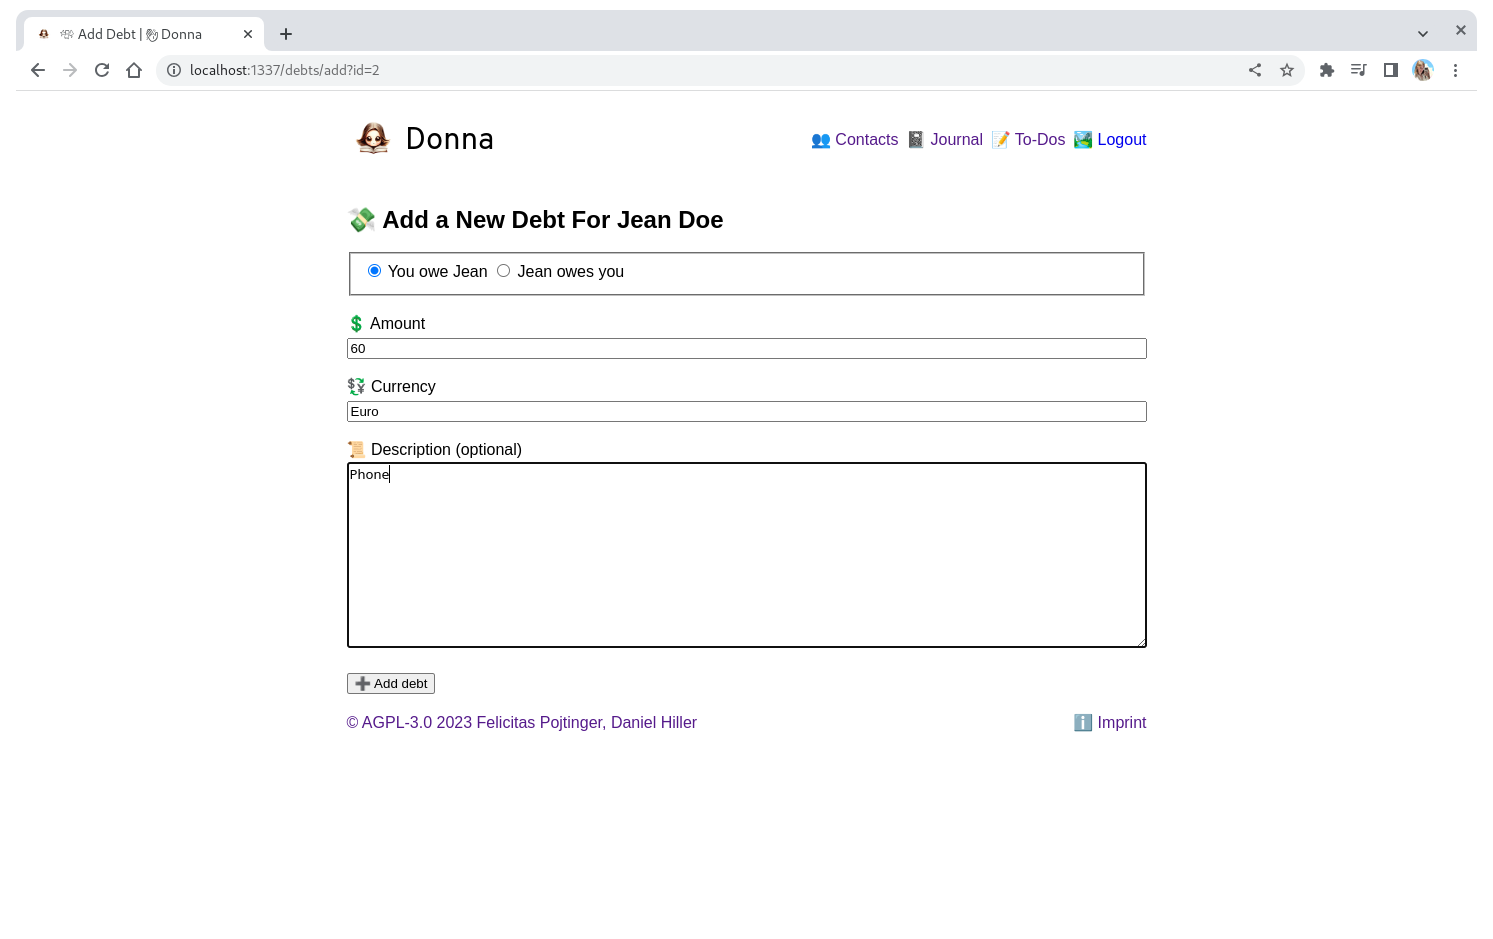 Add Debt | Donna
localhost:1337/debts/add?id=2
Donna
Contacts Journal To-Dos Logout
Add a New Debt For Jean Doe
You owe Jean Jean owes you
Amount
60
Currency
Euro
Description (optional)
Phone
➕ Add debt
© AGPL-3.0 2023 Felicitas Pojtinger, Daniel Hiller
ℹ️ Imprint